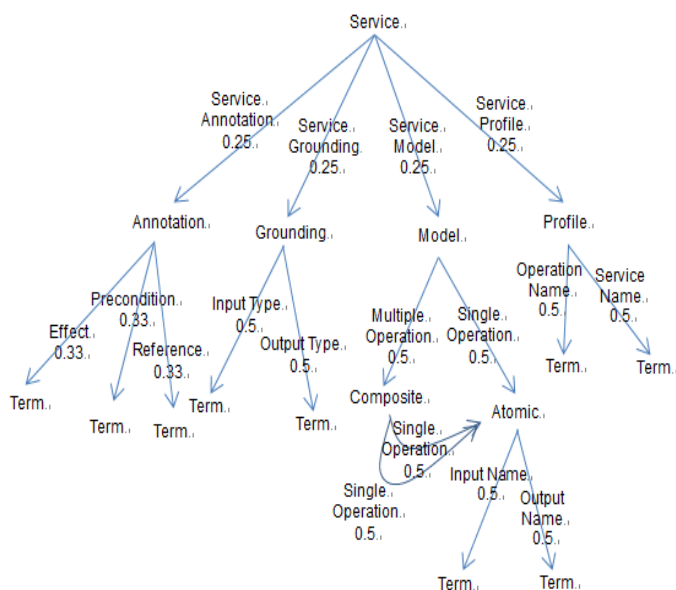 Service.
Service.
Annotation.
0.25.
Service.
Grounding.
0.25.
Service.
Model.
0.25.
Service.
Profile.
0.25.
Annotation.
Grounding.
Model.
Profile.
Effect.
0.33.
Precondition.
0.33.
Reference.
0.33.
Input Type.
0.5.
Output Type.
0.5.
Multiple.
Operation.
0.5.
Single.
Operation.
0.5.
Operation.
Name.
0.5.
Service.
Name.
0.5.
Term.
Term.
Term.
Term.
Term.
Composite.
Atomic.
Term.
Term.
Single.
Operation.
0.5.
Single.
Operation.
0.5.
Input Name.
0.5.
Output.
Name.
0.5.
Term.
Term.